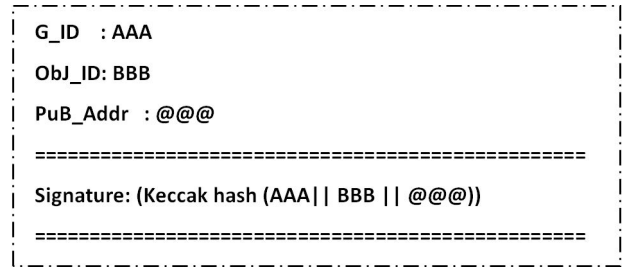 G_ID : AAA
ObJ_ID: BBB
PuB_Addr : @@@
===============================================
Signature: (Keccak hash (AAA|| BBB || @@@))
===============================================